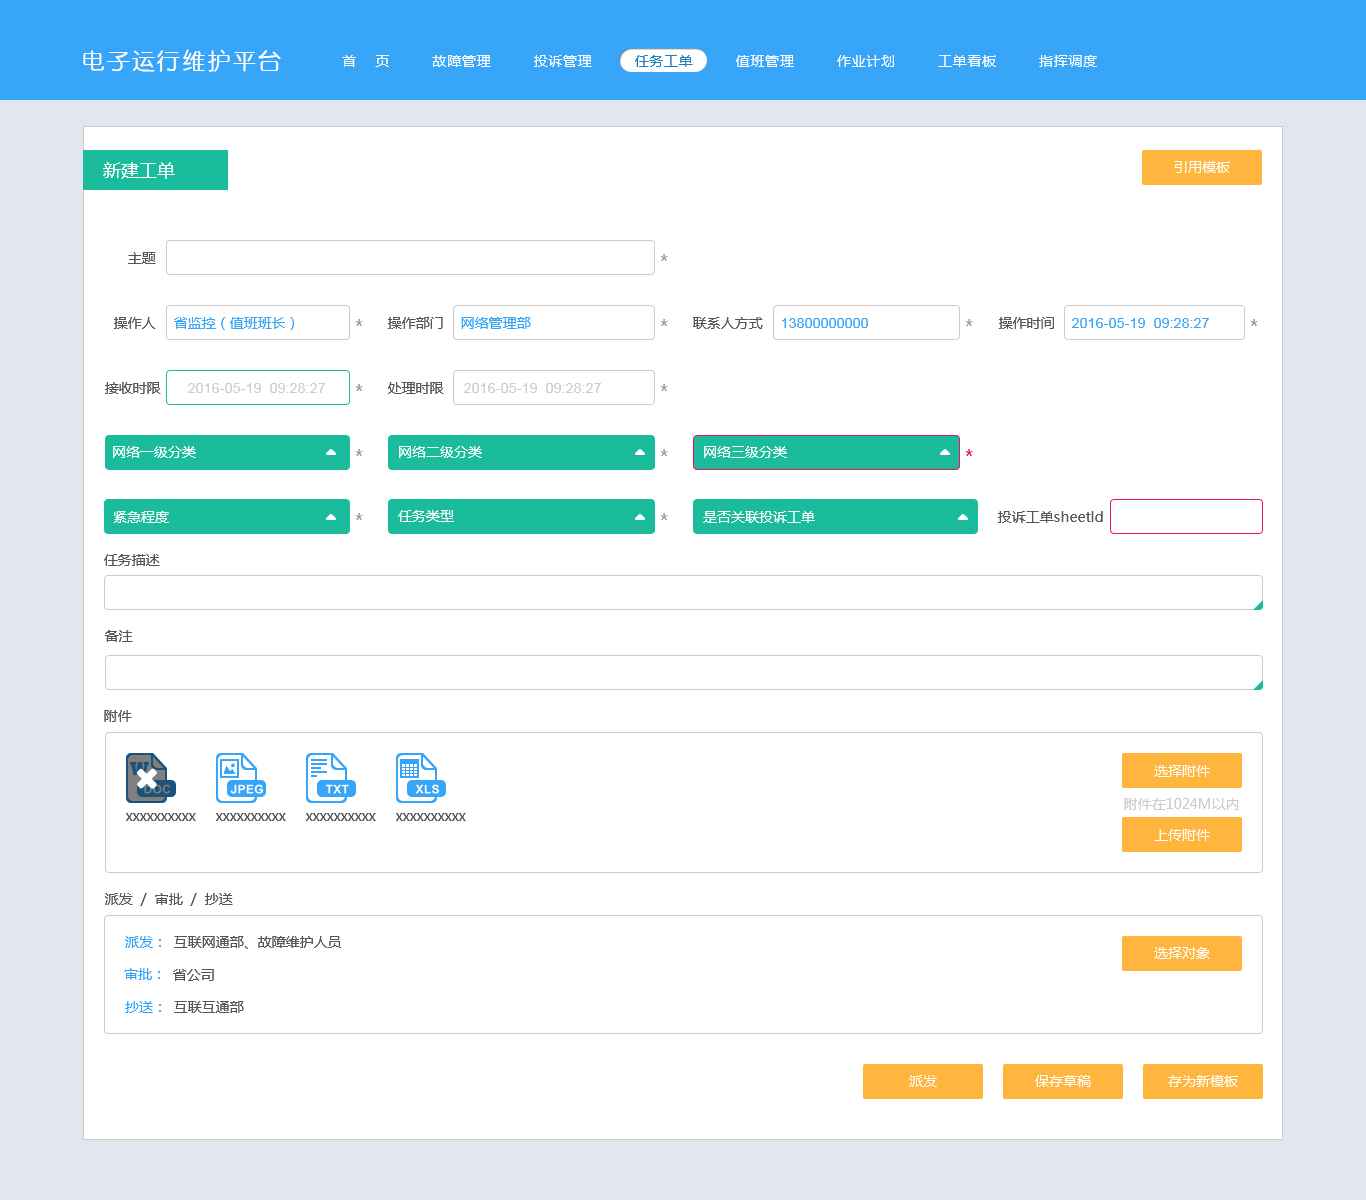 电子运行维护平台 首 页 故障管理 投诉管理 任务工单 值班管理 作业计划 工单看板 指挥调度
新建工单 引用模板
主题 *
操作人 省监控（值班班长） * 操作部门 网络管理部 * 联系人方式 13800000000 * 操作时间 2016-05-19 09:28:27 *
接收时限 2016-05-19 09:28:27 * 处理时限 2016-05-19 09:28:27 *
网络一级分类 * 网络二级分类 * 网络三级分类 *
紧急程度 * 任务类型 * 是否关联投诉工单 投诉工单sheetId
任务描述
备注
附件
W DOC JPEG TXT XLS 选择附件
附件在1024M以内
xxxxxxxxxx xxxxxxxxxx xxxxxxxxxx xxxxxxxxxx
上传附件
派发 / 审批 / 抄送
派发： 互联网通部、故障维护人员 选择对象
审批： 省公司
抄送： 互联互通部
派发 保存草稿 存为新模板